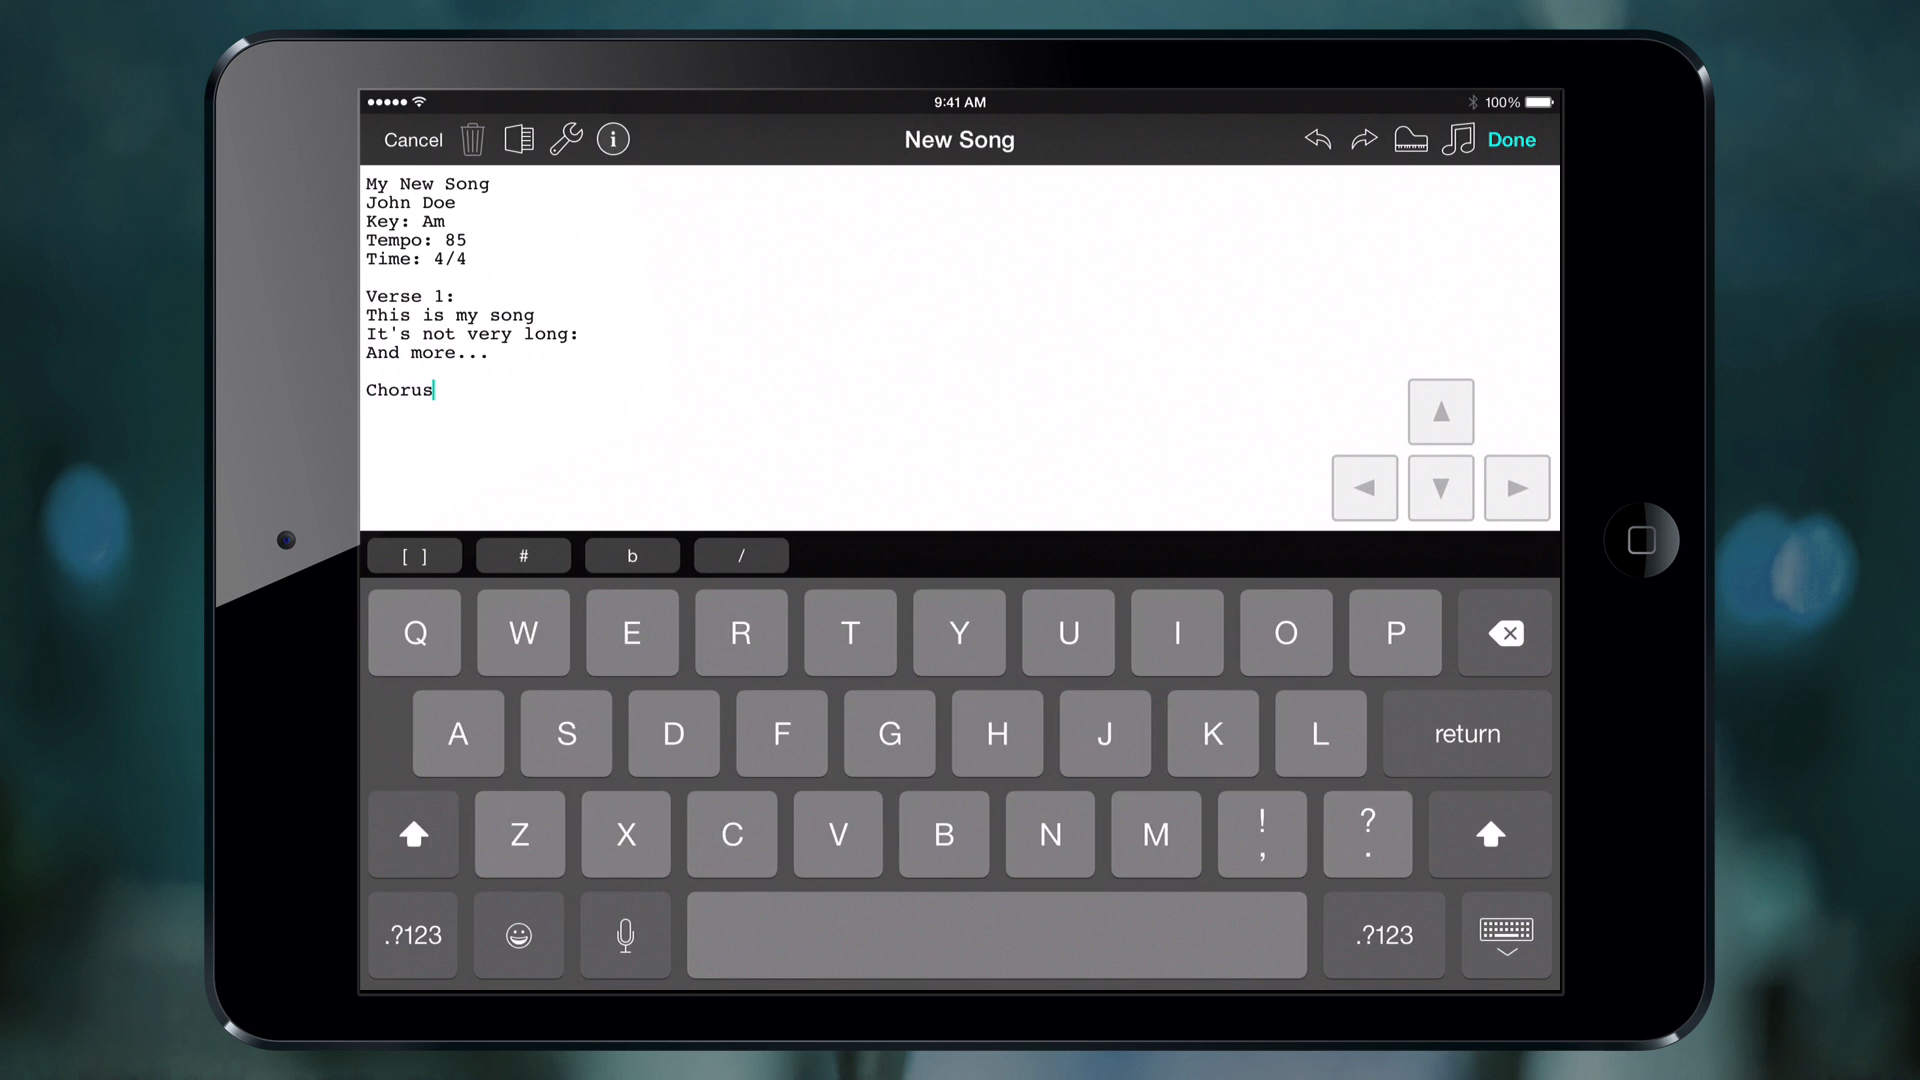 9:41 AM
100%
Cancel
New Song
Done
My New Song
John Doe
Key: Am
Tempo: 85
Time: 4/4
Verse 1:
This is my song
It's not very long:
And more...
Chorus
[ ] # b /
Q W E R T Y U I O P
A S D F G H J K L return
Z X C V B N M ! , ? .
.?123 .?123